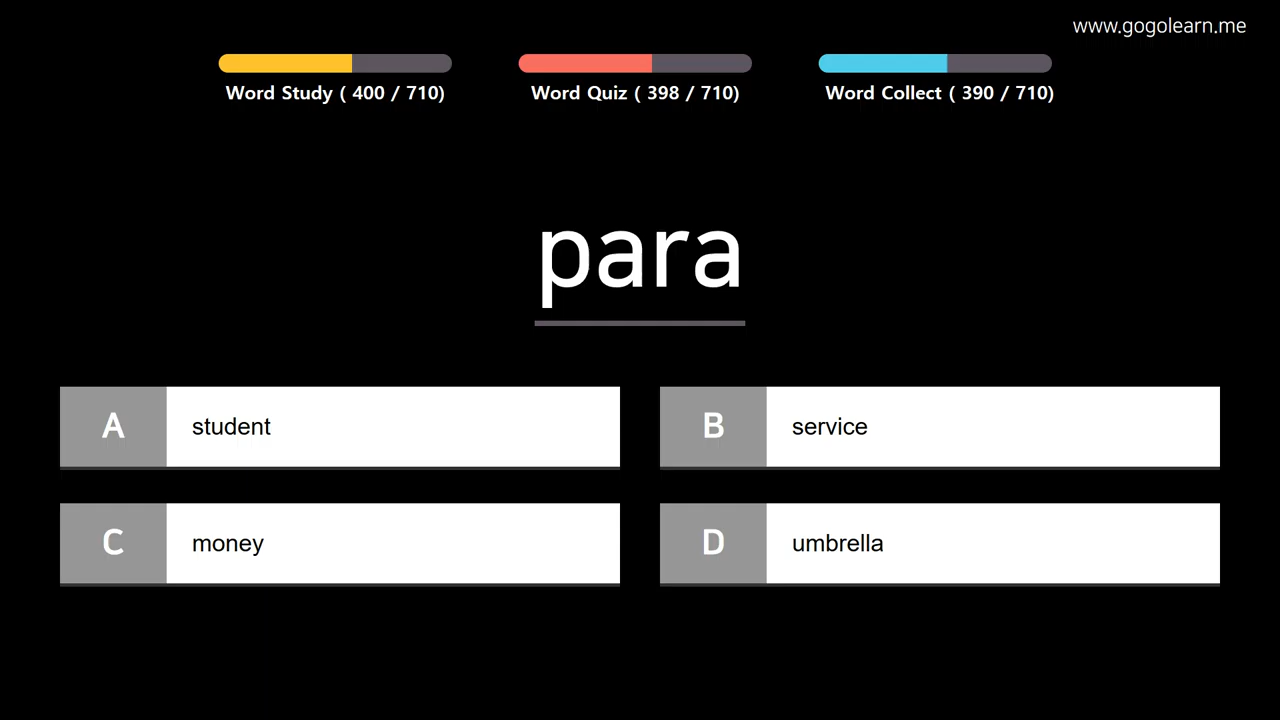 www.gogolearn.me
Word Study ( 400 / 710)
Word Quiz ( 398 / 710)
Word Collect ( 390 / 710)
para
A student
B service
C money
D umbrella